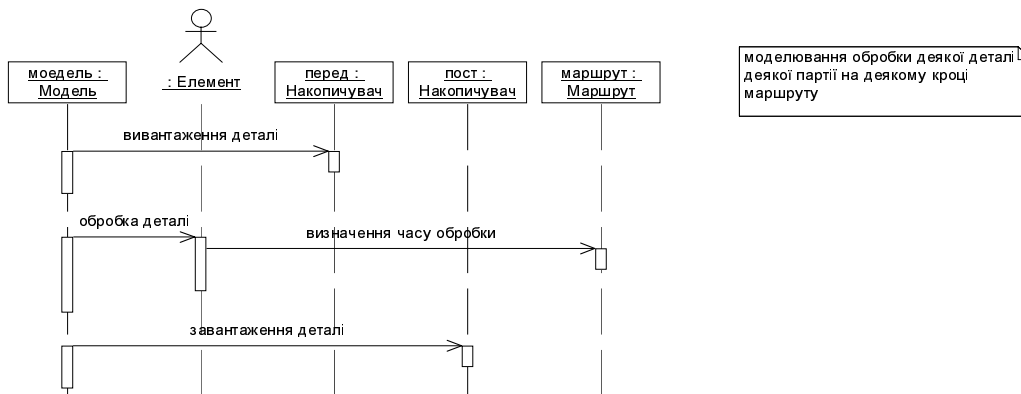 моедель :
Модель
: Елемент
перед :
Накопичувач
пост :
Накопичувач
маршрут :
Маршрут
моделювання обробки деякої деталі
деякої партії на деякому кроці
маршруту
вивантаження деталі
обробка деталі
визначення часу обробки
завантаження деталі